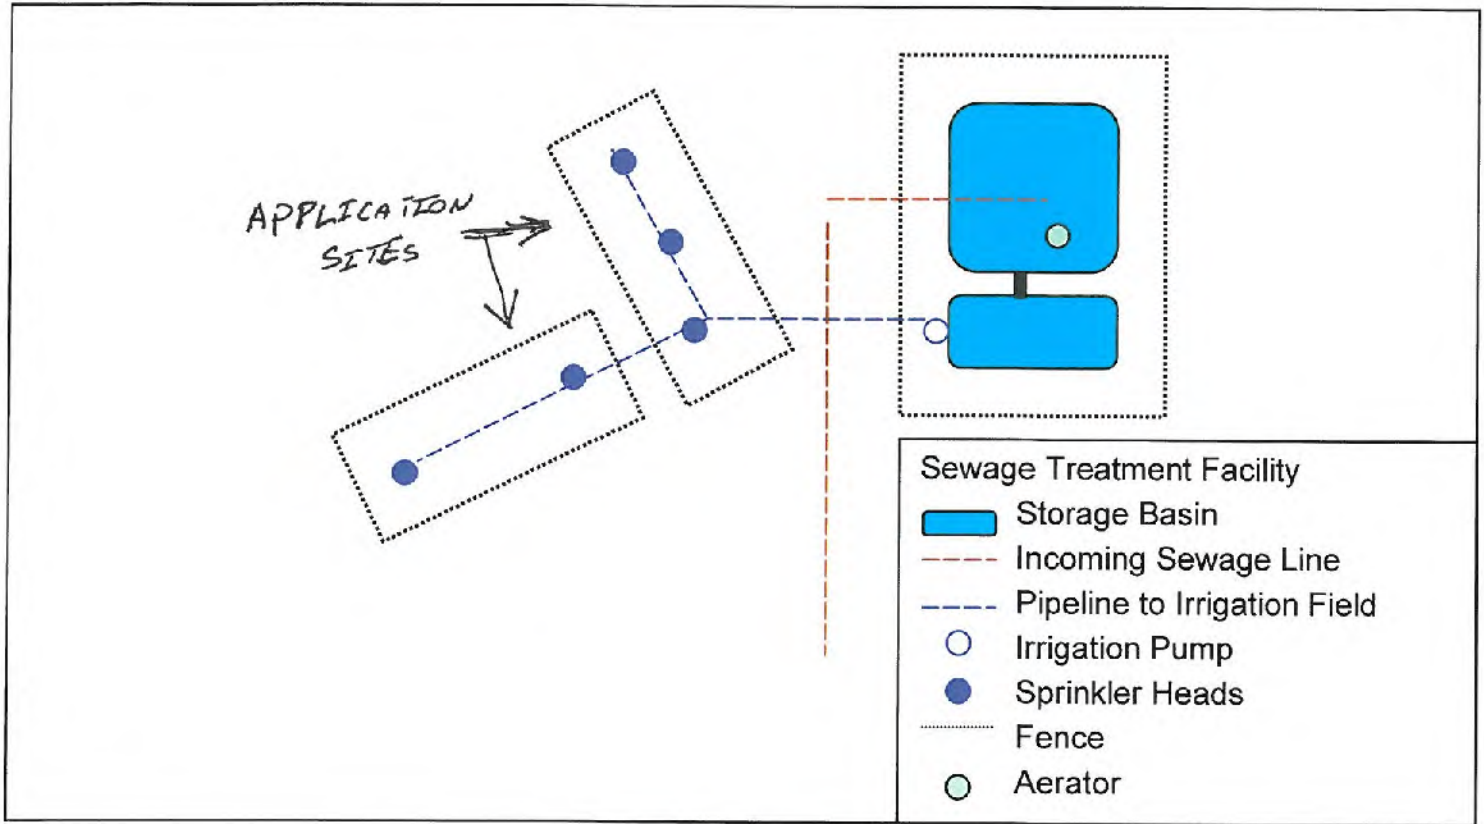 APPLICATION
SITES
Sewage Treatment Facility
Storage Basin
Incoming Sewage Line
Pipeline to Irrigation Field
Irrigation Pump
Sprinkler Heads
Fence
Aerator